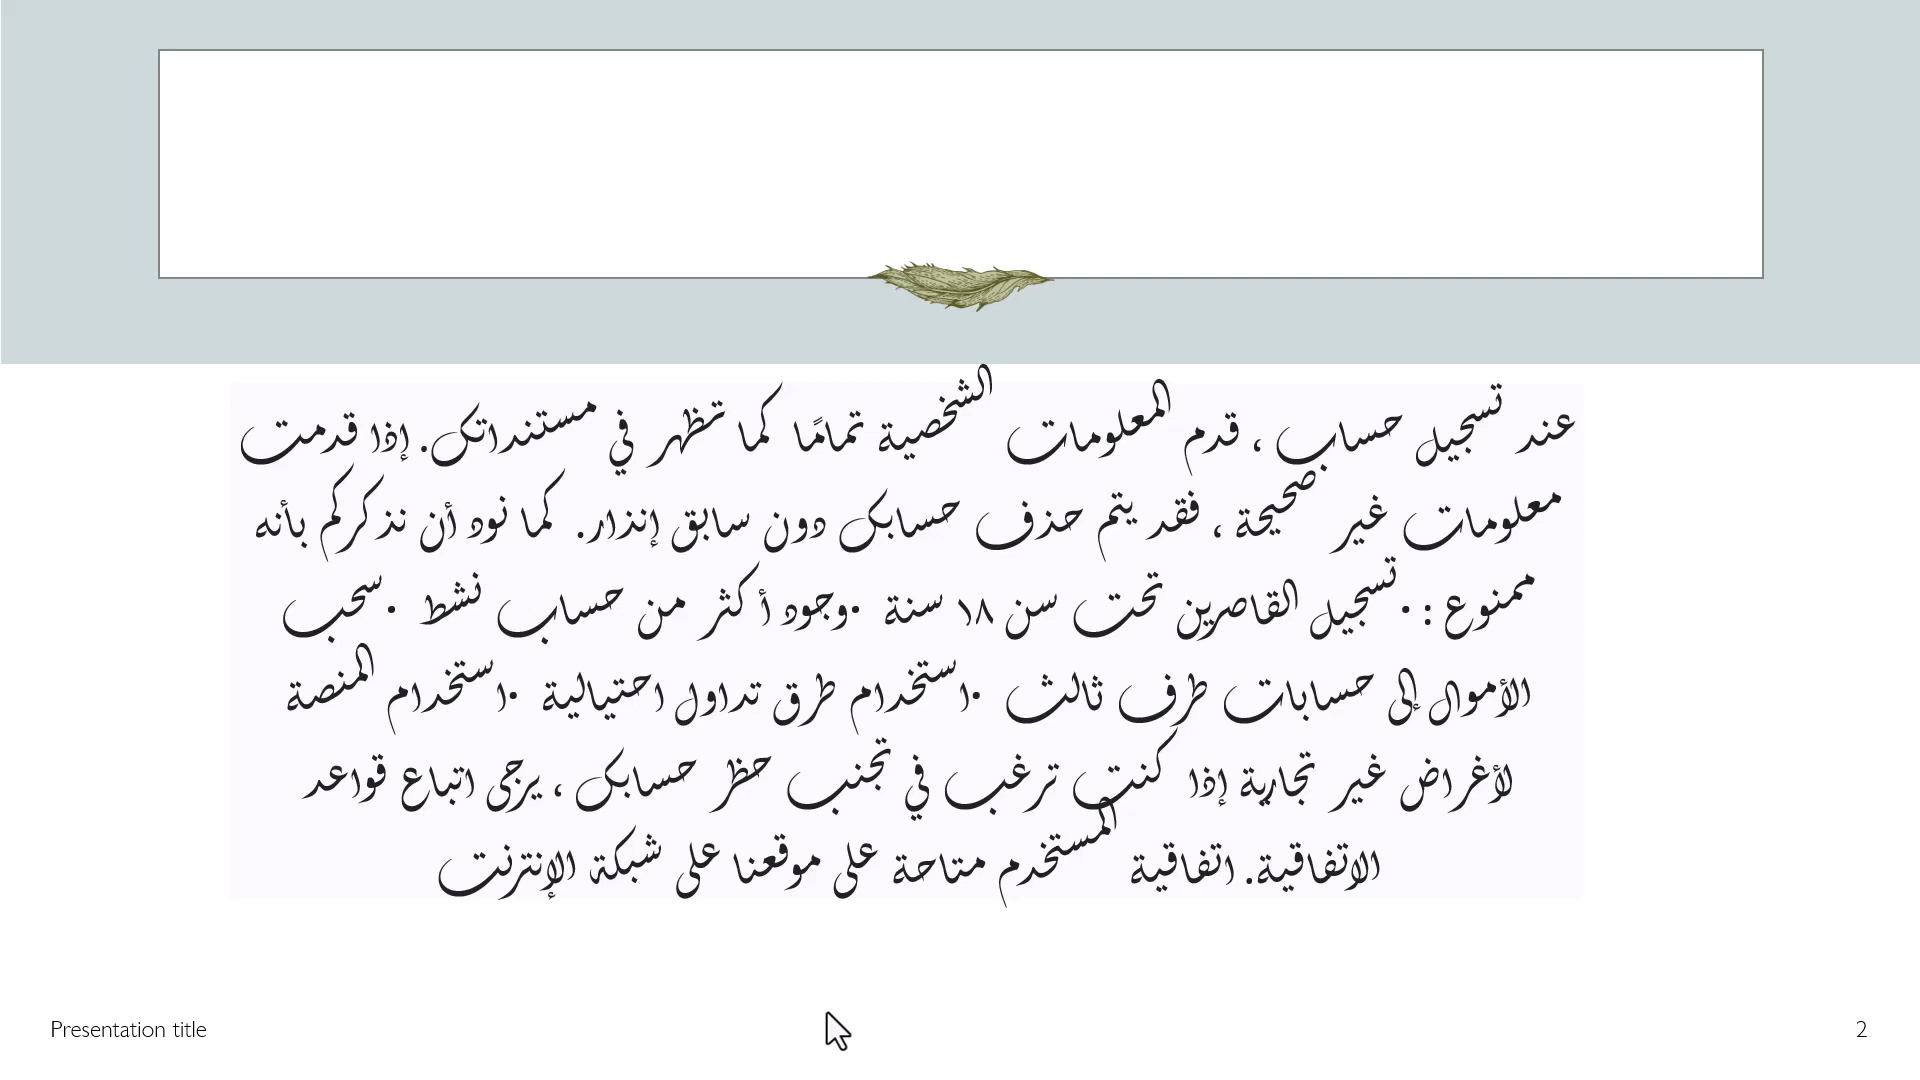 عند تسجيل حساب ، قدم المعلومات الشخصية تمامًا كما تظهر في مستنداتك. إذا قدمت
معلومات غير صحيحة ، فقد يتم حذف حسابك دون سابق إنذار. كما نود أن نذكركم بأنه
ممنوع : •تسجيل القاصرين تحت سن ١٨ سنة •وجود أكثر من حساب نشط •سحب
الأموال إلى حسابات طرف ثالث •استخدام طرق تداول احتيالية •استخدام المنصة
لأغراض غير تجارية إذا كنت ترغب في تجنب حظر حسابك ، يرجى اتباع قواعد
الاتفاقية. اتفاقية المستخدم متاحة على موقعنا على شبكة الإنترنت
Presentation title
2